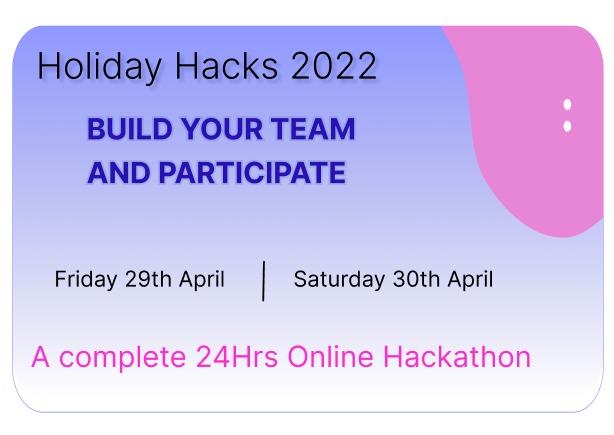 Holiday Hacks 2022
BUILD YOUR TEAM
AND PARTICIPATE
Friday 29th April | Saturday 30th April
A complete 24Hrs Online Hackathon